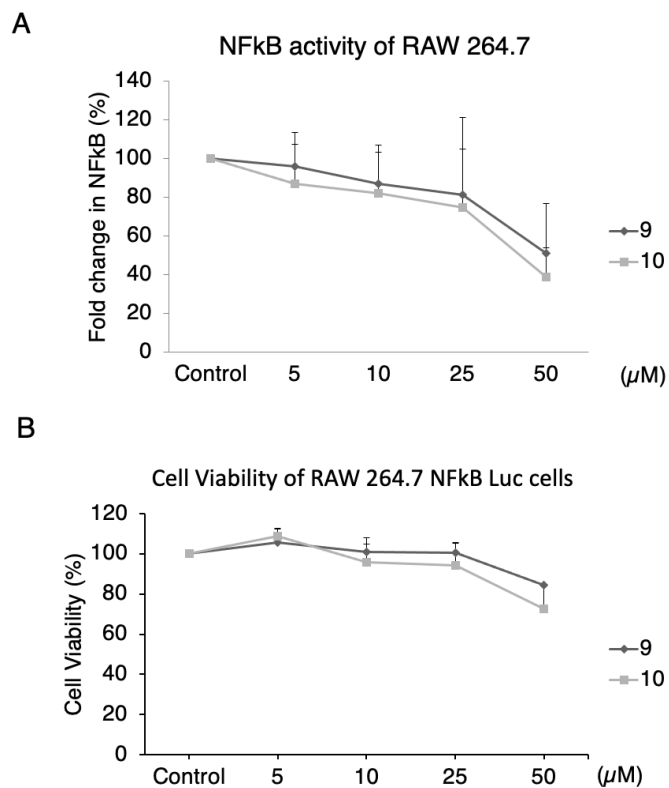 A
NFkB activity of RAW 264.7
Fold change in NFkB (%)
140
120
100
80
60
40
20
0
Control 5 10 25 50 (µM)
9
10
B
Cell Viability of RAW 264.7 NFkB Luc cells
Cell Viability (%)
120
100
80
60
40
20
0
Control 5 10 25 50 (µM)
9
10